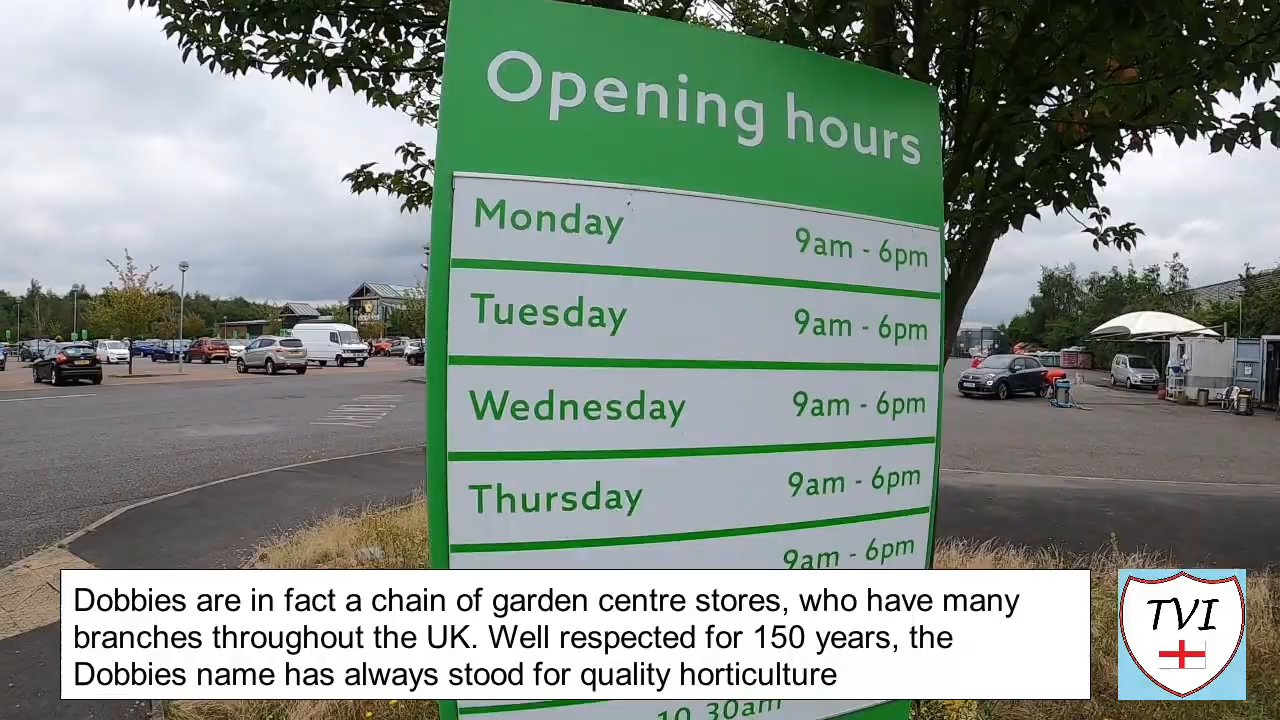 Opening hours
Monday 9am - 6pm
Tuesday 9am - 6pm
Wednesday 9am - 6pm
Thursday 9am - 6pm
9am - 6pm
Dobbies are in fact a chain of garden centre stores, who have many
branches throughout the UK. Well respected for 150 years, the
Dobbies name has always stood for quality horticulture
TVI
10.30am